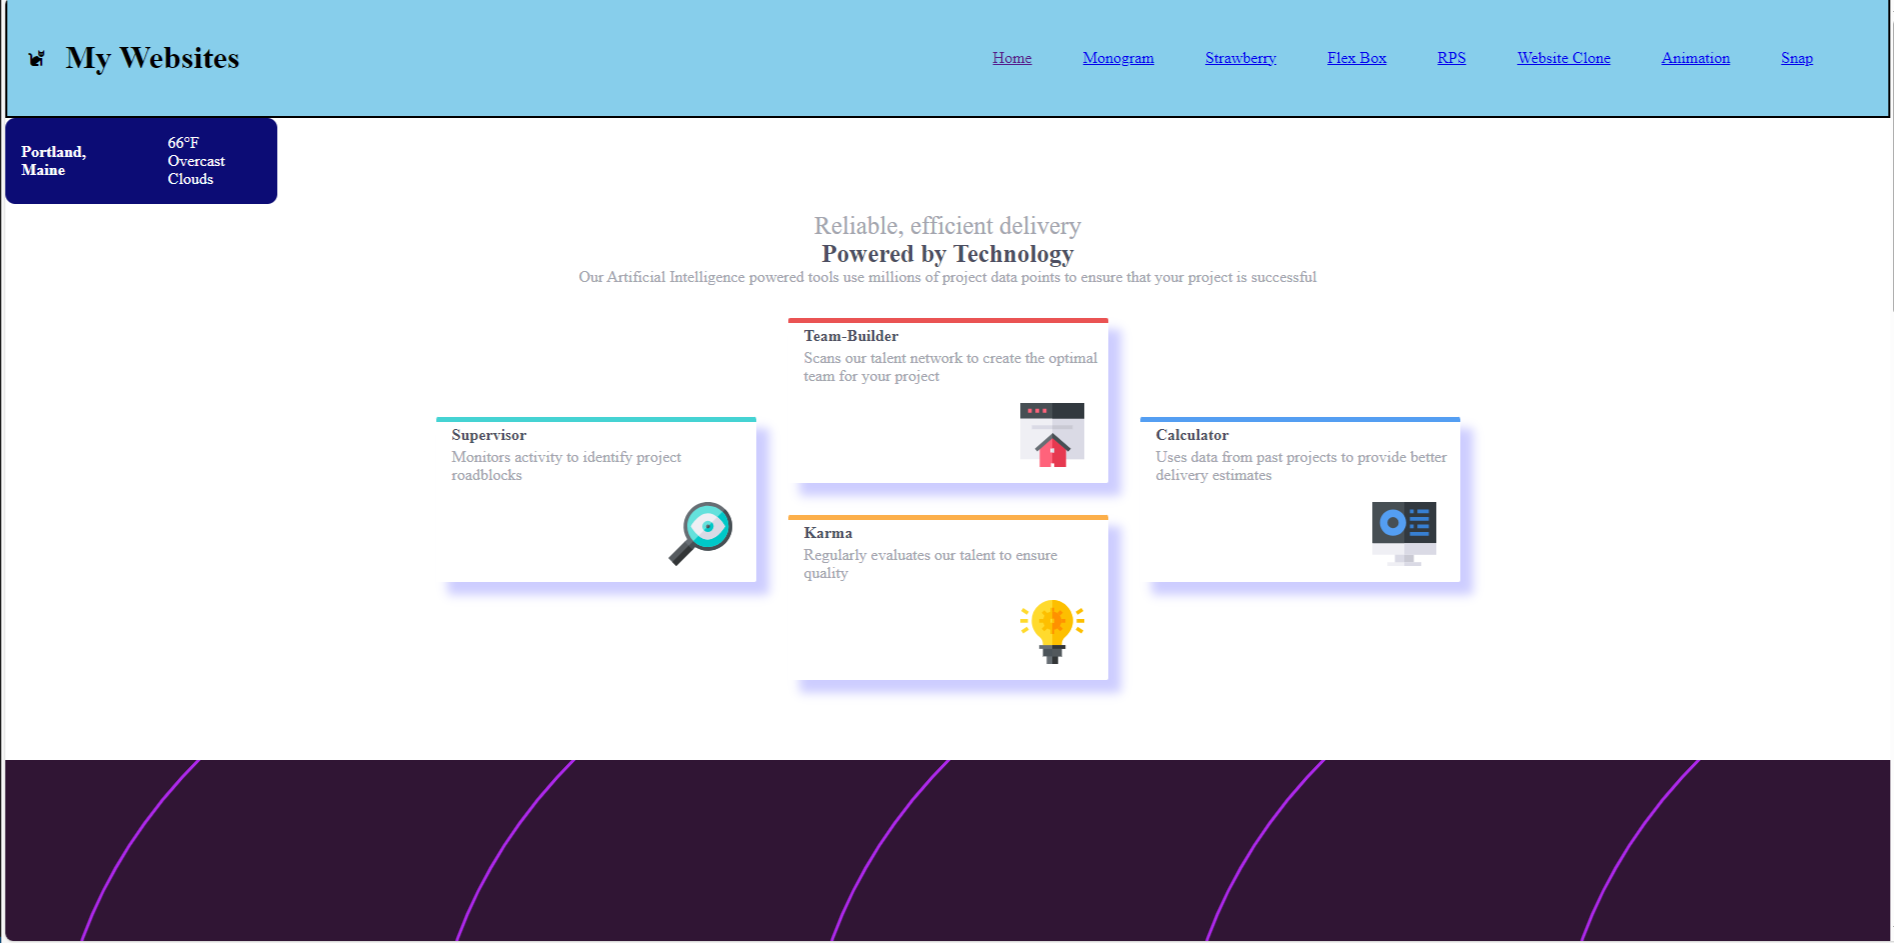 My Websites
Home Monogram Strawberry Flex Box RPS Website Clone Animation Snap
Portland,
Maine
66°F
Overcast
Clouds
Reliable, efficient delivery
Powered by Technology
Our Artificial Intelligence powered tools use millions of project data points to ensure that your project is successful
Supervisor
Monitors activity to identify project
roadblocks
Team-Builder
Scans our talent network to create the optimal
team for your project
Karma
Regularly evaluates our talent to ensure
quality
Calculator
Uses data from past projects to provide better
delivery estimates